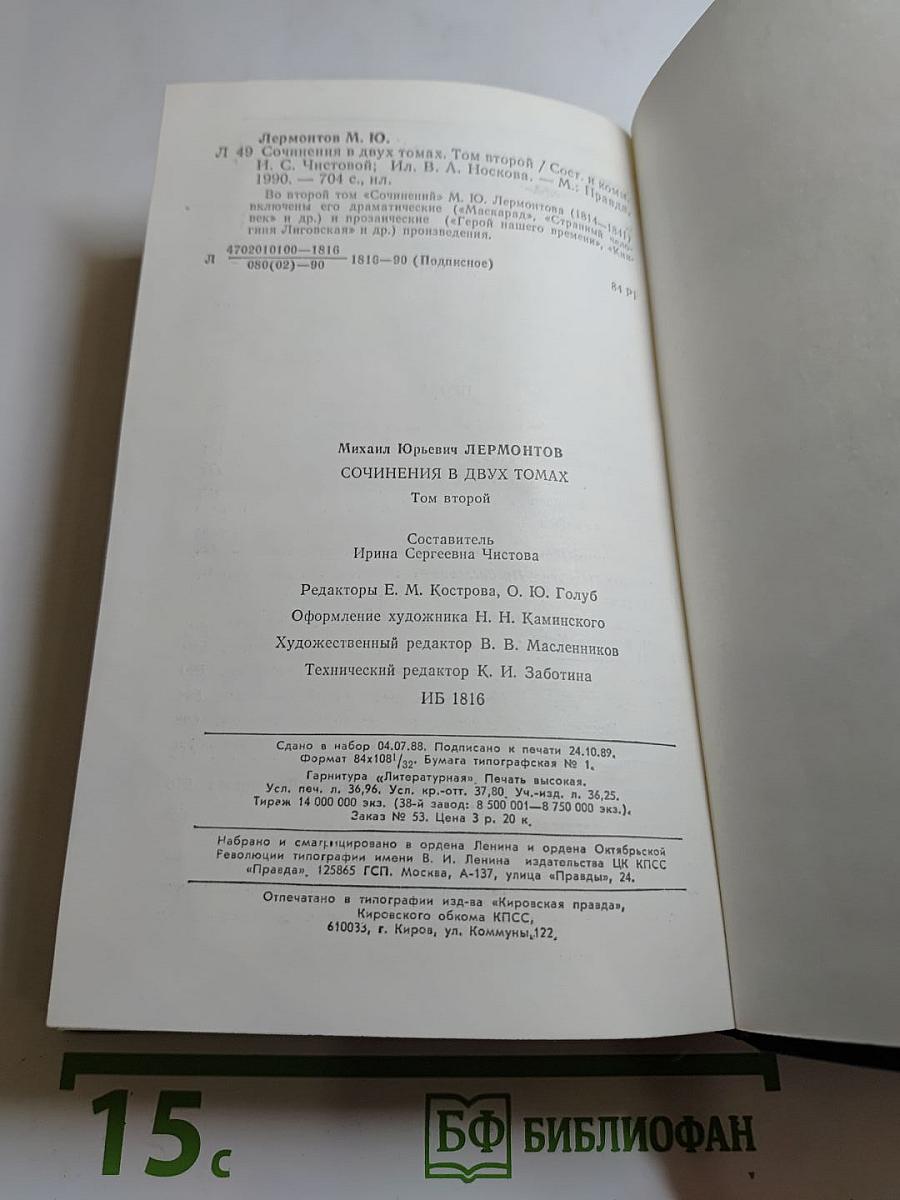 Лермонтов М. Ю.
Л 49 Сочинения в двух томах. Том второй / Сост. и комм.
И. С. Чистовой; Ил. В. А. Носкова. — М.: Правда,
1990. — 704 с., ил.
Во второй том «Сочинений» М. Ю. Лермонтова (1814—1841)
включены его драматические («Маскарад», «Странный чело-
век» и др.) и прозаические («Герой нашего времени», «Кня-
гиня Лиговская» и др.) произведения.
Л 4702010100—1816
080(02)—90
1816—90 (Подписное)
84 Р1
Михаил Юрьевич ЛЕРМОНТОВ
СОЧИНЕНИЯ В ДВУХ ТОМАХ
Том второй
Составитель
Ирина Сергеевна Чистова
Редакторы Е. М. Кострова, О. Ю. Голуб
Оформление художника Н. Н. Каминского
Художественный редактор В. В. Масленников
Технический редактор К. И. Заботина
ИБ 1816
Сдано в набор 04.07.88. Подписано к печати 24.10.89.
Формат 84х108¹/₃₂. Бумага типографская № 1.
Гарнитура «Литературная». Печать высокая.
Усл. печ. л. 36,96. Усл. кр.-отт. 37,80. Уч.-изд. л. 36,25.
Тираж 14 000 000 экз. (38-й завод: 8 500 001—8 750 000 экз.).
Заказ № 53. Цена 3 р. 20 к.
Набрано и сматрицировано в ордена Ленина и ордена Октябрьской
Революции типографии имени В. И. Ленина издательства ЦК КПСС
«Правда». 125865 ГСП. Москва, А-137, улица «Правды», 24.
Отпечатано в типографии изд-ва «Кировская правда»,
Кировского обкома КПСС,
610033, г. Киров, ул. Коммуны,122.
15 с
БФ БИБЛИОФАН